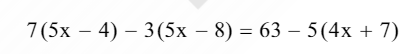 7(5x − 4) − 3(5x − 8) = 63 − 5(4x + 7)